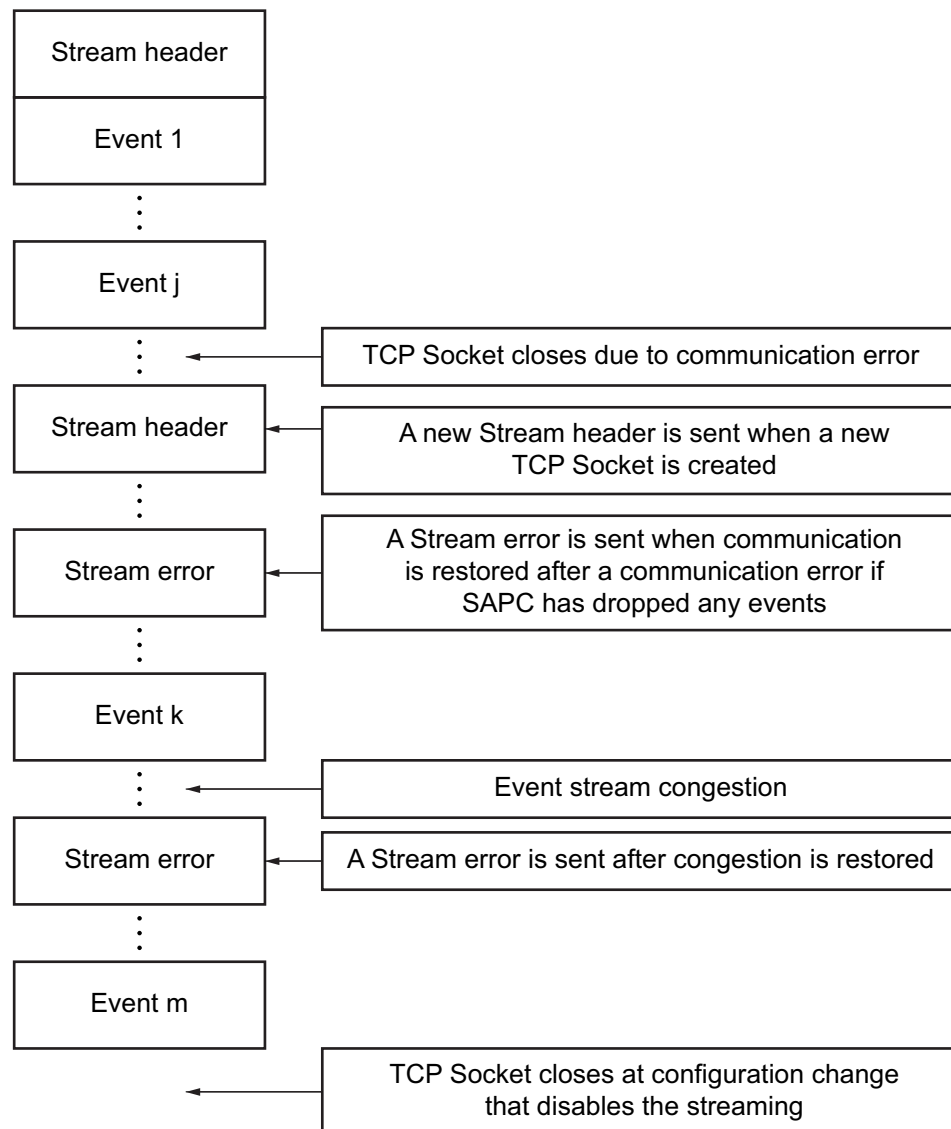 Stream header
Event 1
Event j
TCP Socket closes due to communication error
Stream header
A new Stream header is sent when a new
TCP Socket is created
Stream error
A Stream error is sent when communication
is restored after a communication error if
SAPC has dropped any events
Event k
Event stream congestion
Stream error
A Stream error is sent after congestion is restored
Event m
TCP Socket closes at configuration change
that disables the streaming